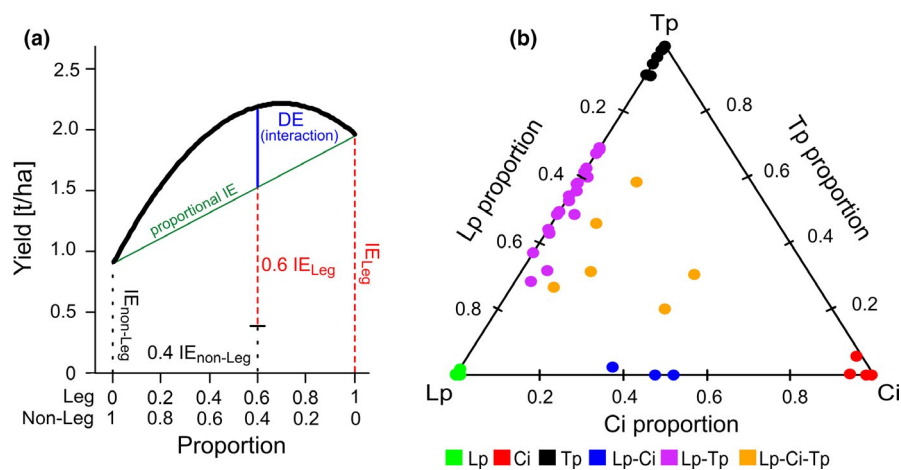 (a)
Yield [t/ha]
2.5
2.0
1.5
1.0
0.5
0
DE
(interaction)
proportional IE
0.6 IELeg
IELeg
IEnon-Leg
0.4 IEnon-Leg
Leg 0 0.2 0.4 0.6 0.8 1
Non-Leg 1 0.8 0.6 0.4 0.2 0
Proportion
(b)
Tp
Lp proportion
0.2
0.4
0.6
0.8
Tp proportion
0.8
0.6
0.4
0.2
Lp
Ci
0.2 0.4 0.6 0.8
Ci proportion
Lp Ci Tp Lp-Ci Lp-Tp Lp-Ci-Tp